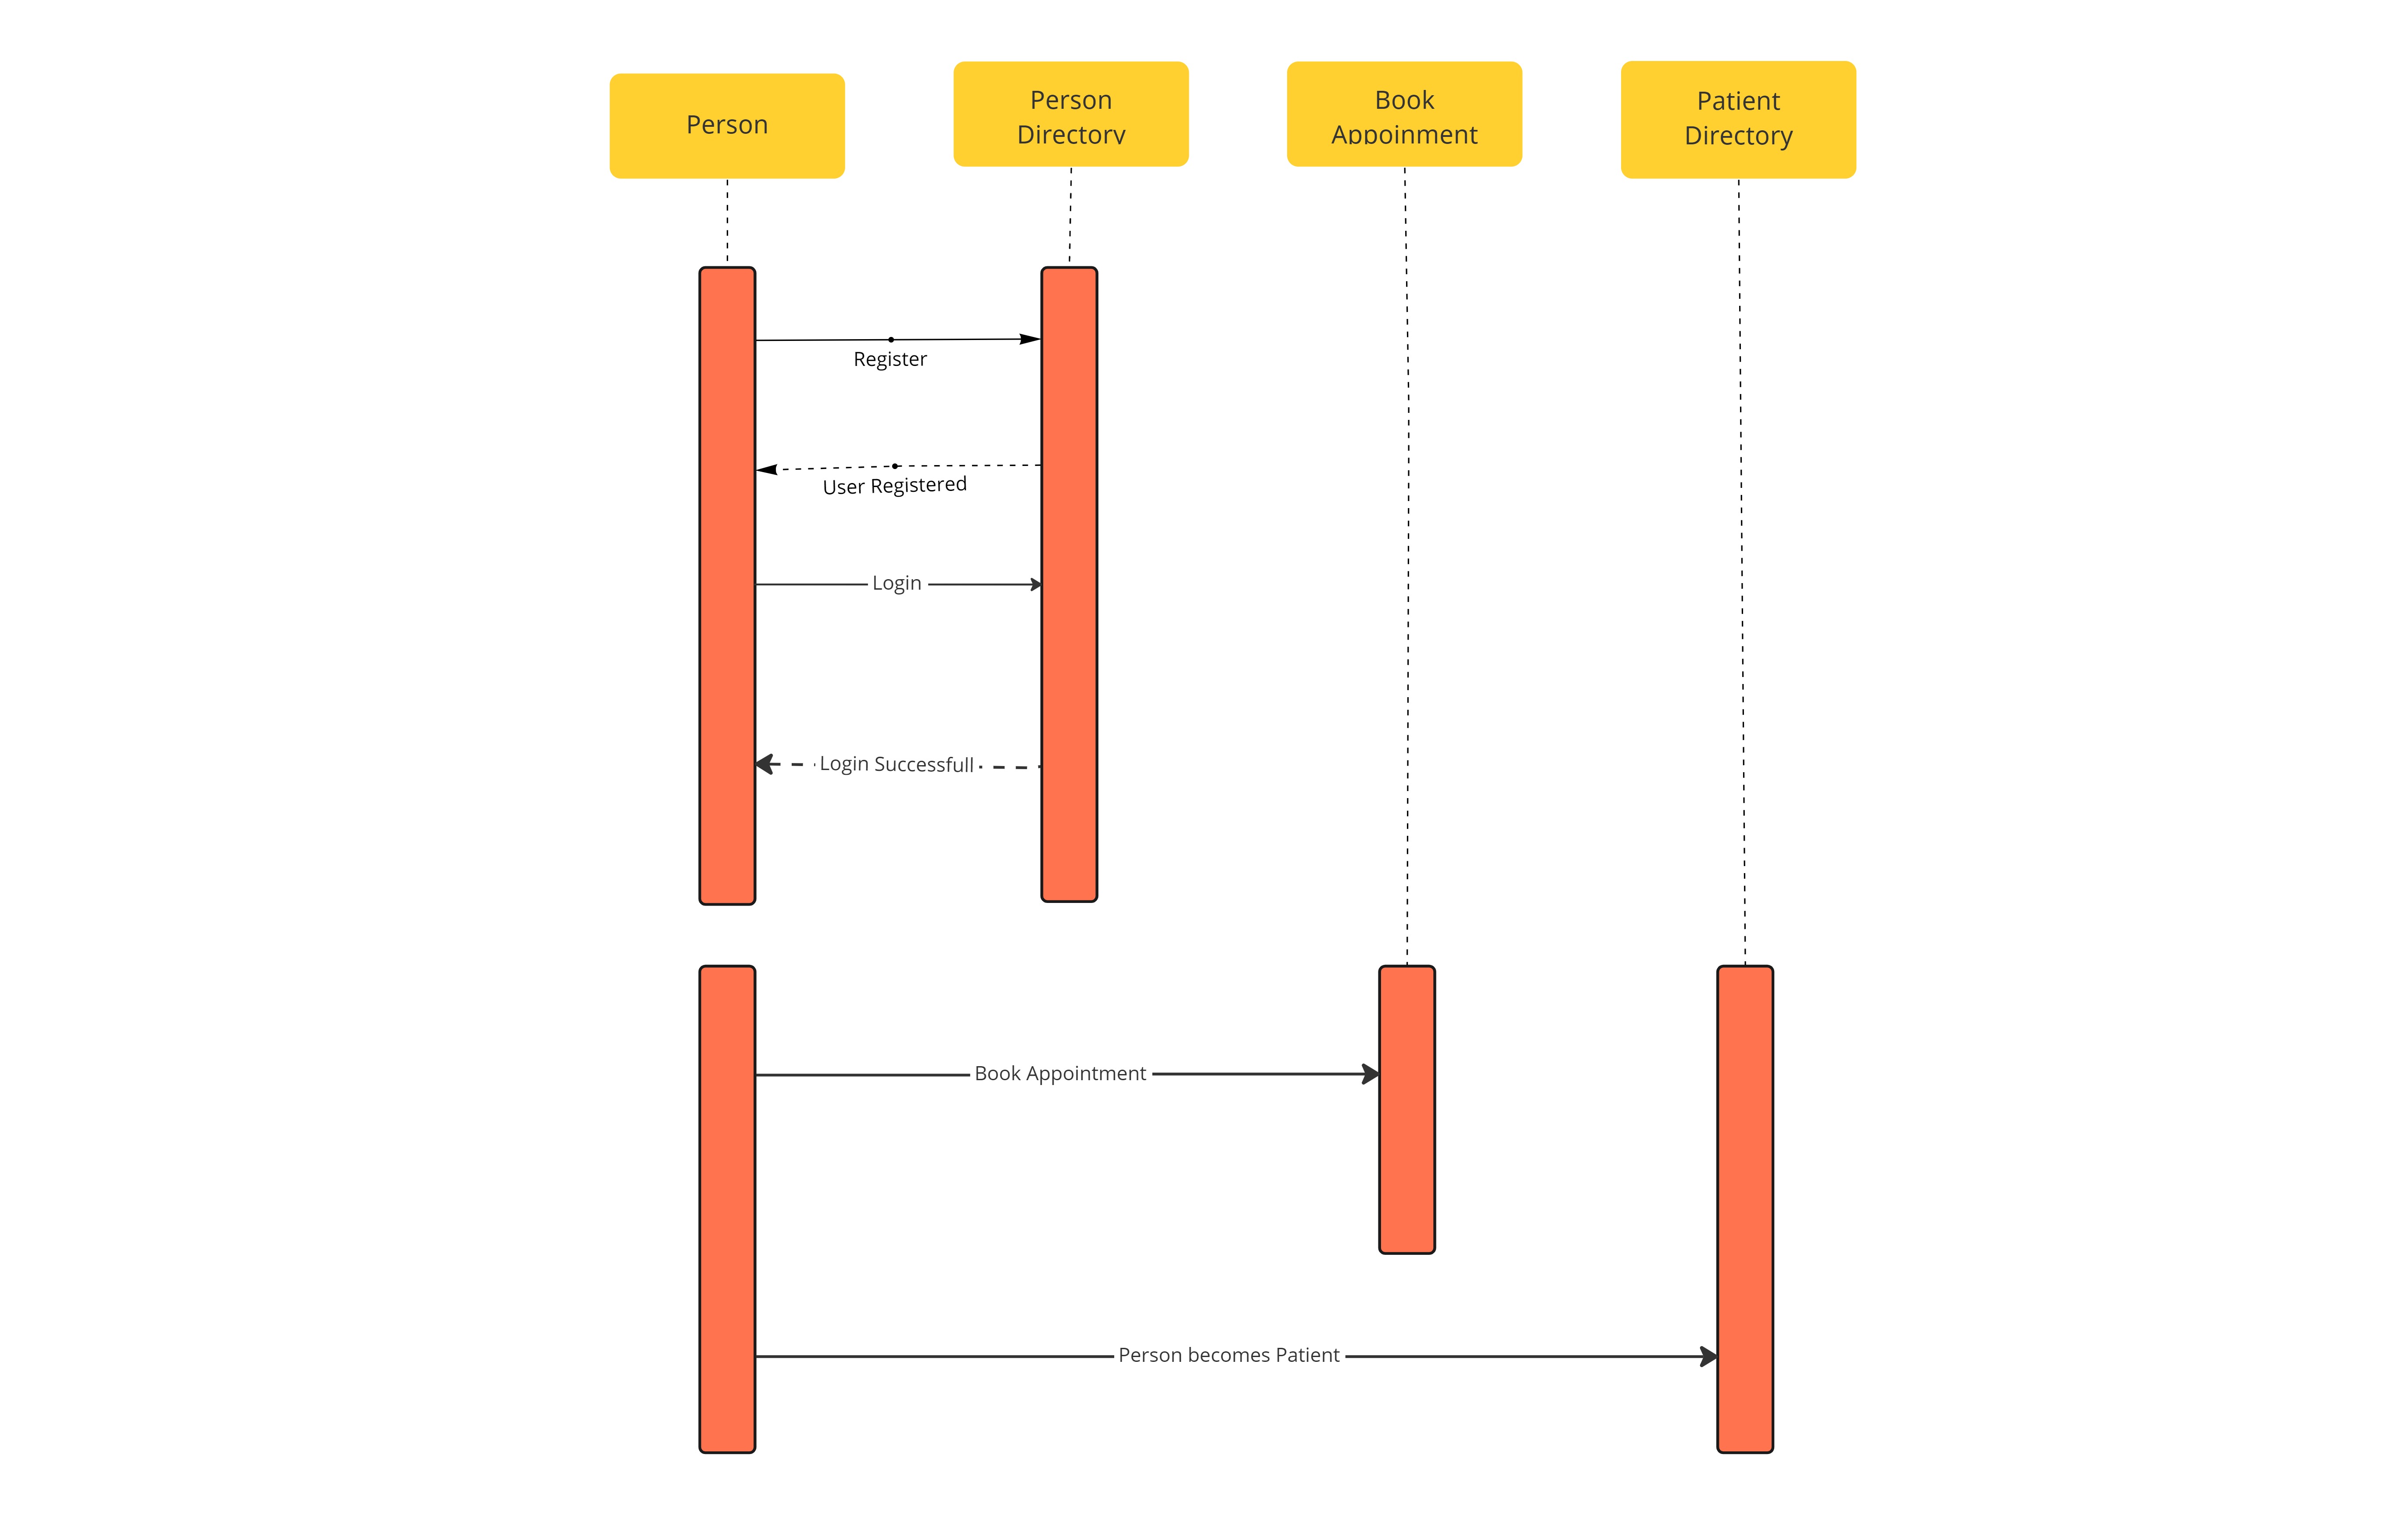 Person
Person
Directory
Book
Appoinment
Patient
Directory
Register
User Registered
Login
Login Successfull
Book Appointment
Person becomes Patient